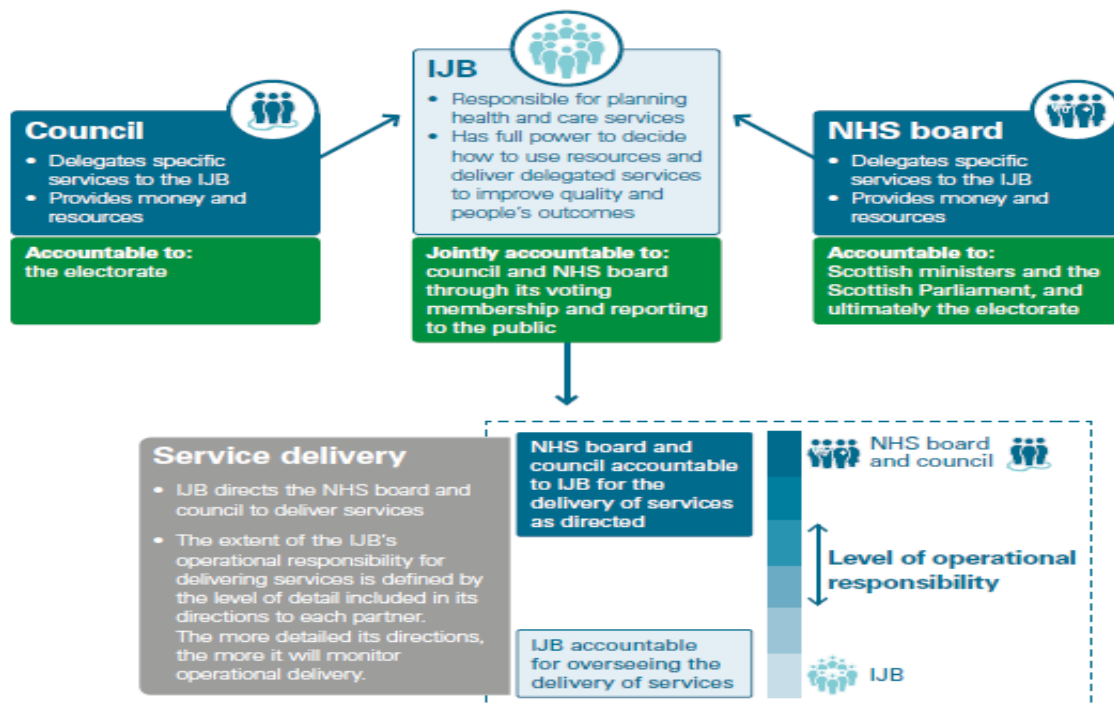 IJB
• Responsible for planning
health and care services
• Has full power to decide
how to use resources and
deliver delegated services
to improve quality and
people's outcomes
Jointly accountable to:
council and NHS board
through its voting
membership and reporting
to the public
Council
• Delegates specific
services to the IJB
• Provides money and
resources
Accountable to:
the electorate
NHS board
• Delegates specific
services to the IJB
• Provides money and
resources
Accountable to:
Scottish ministers and the
Scottish Parliament, and
ultimately the electorate
Service delivery
• IJB directs the NHS board and
council to deliver services
• The extent of the IJB's
operational responsibility for
delivering services is defined by
the level of detail included in its
directions to each partner.
The more detailed its directions,
the more it will monitor
operational delivery.
NHS board and
council accountable
to IJB for the
delivery of services
as directed
IJB accountable
for overseeing the
delivery of services
NHS board
and council
Level of operational
responsibility
IJB